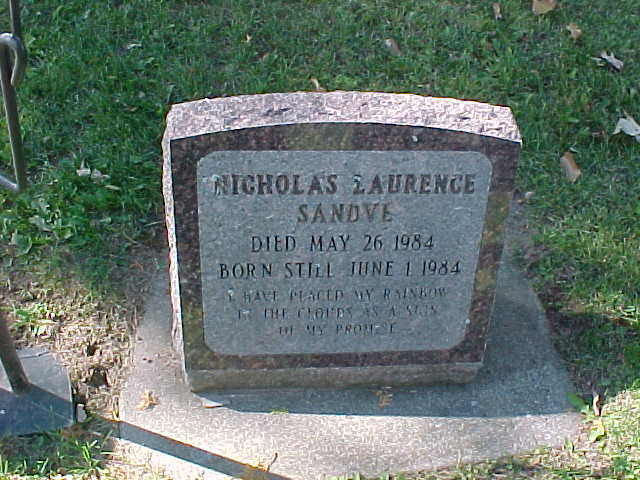 NICHOLAS LAURENCE
SANDVE
DIED MAY 26 1984
BORN STILL JUNE 1 1984
I HAVE PLACED MY RAINBOW
IN THE CLOUDS AS A SIGN
OF MY PROMISE